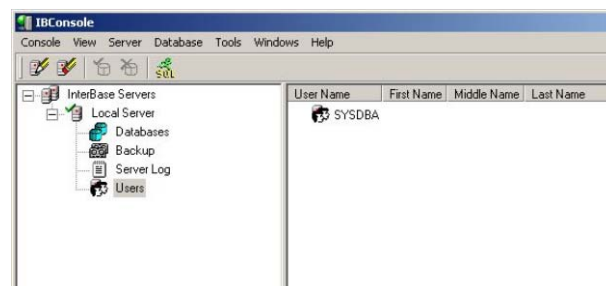 IBConsole
Console View Server Database Tools Windows Help
SQL
InterBase Servers
Local Server
Databases
Backup
Server Log
Users
User Name First Name Middle Name Last Name
SYSDBA